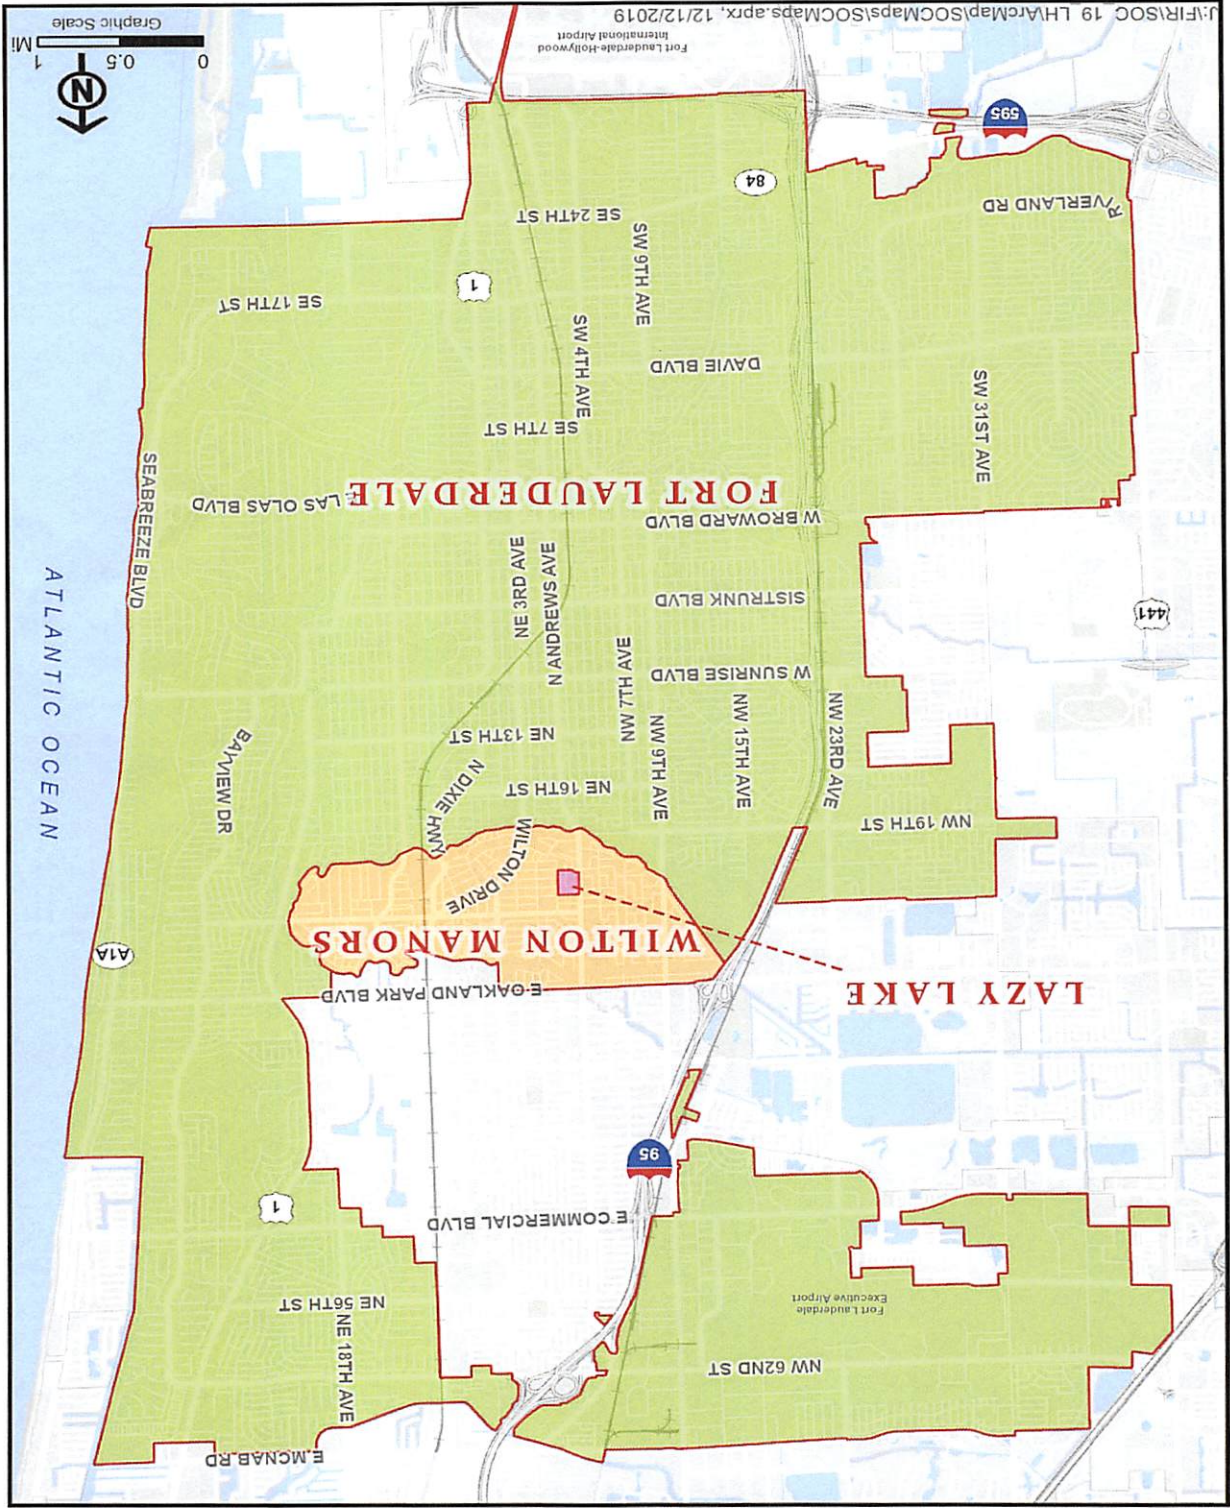 E MCNAB RD
NW 62ND ST
NE 18TH AVE
NE 56TH ST
Fort Lauderdale
Executive Airport
E COMMERCIAL BLVD
1
95
LAZY LAKE
E OAKLAND PARK BLVD
A1A
WILTON MANORS
WILTON DRIVE
N DIXIE HWY
NW 19TH ST
NE 16TH ST
BAYVIEW DR
NW 23RD AVE
NW 15TH AVE
NW 9TH AVE
NE 13TH ST
NW 7TH AVE
W SUNRISE BLVD
ATLANTIC OCEAN
441
SISTRUNK BLVD
N ANDREWS AVE
NE 3RD AVE
W BROWARD BLVD
SEABREEZE BLVD
FORT LAUDERDALE
E LAS OLAS BLVD
SW 31ST AVE
SE 7TH ST
DAVIE BLVD
SW 4TH AVE
SE 17TH ST
1
SW 9TH AVE
SE 24TH ST
RIVERLAND RD
84
595
N
0 0.5 1
Mi
Graphic Scale
Fort Lauderdale-Hollywood
International Airport
J:\FIR\SOC 19_LH\ArcMap\SOCMaps\SOCMaps.aprx, 12/12/2019